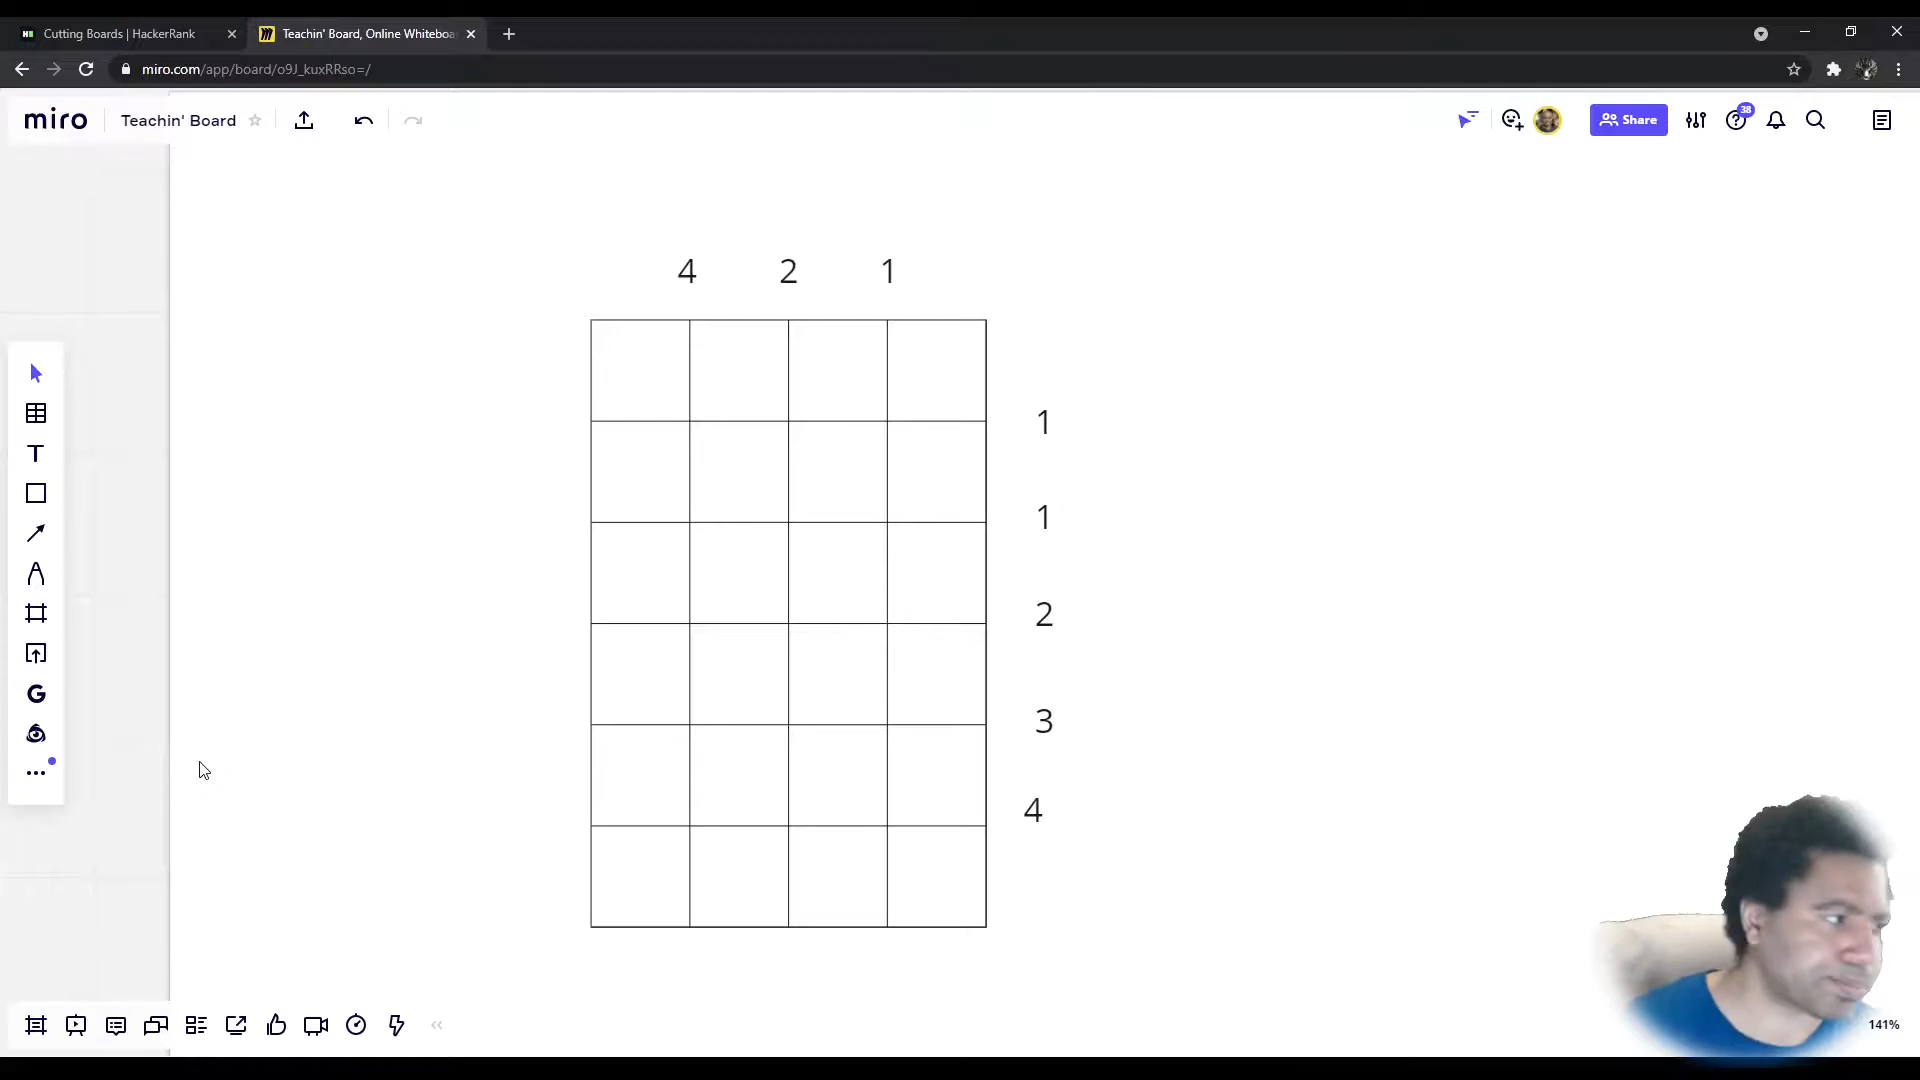 Cutting Boards | HackerRank
Teachin' Board, Online Whiteboa
miro.com/app/board/o9J_kuxRRso=/
miro
Teachin' Board
Share
38
4 2 1
1
1
2
3
4
141%